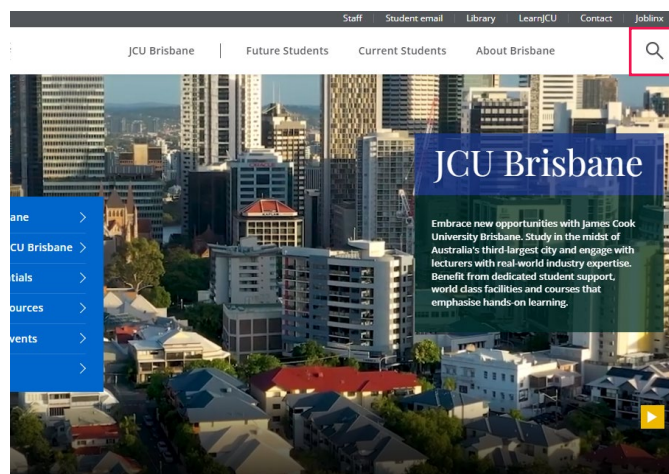 Staff Student email Library LearnJCU Contact Joblinx
JCU Brisbane Future Students Current Students About Brisbane
JCU Brisbane
Embrace new opportunities with James Cook
University Brisbane. Study in the midst of
Australia's third-largest city and engage with
lecturers with real-world industry expertise.
Benefit from dedicated student support,
world class facilities and courses that
emphasise hands-on learning.
ane
CU Brisbane
tials
ources
vents